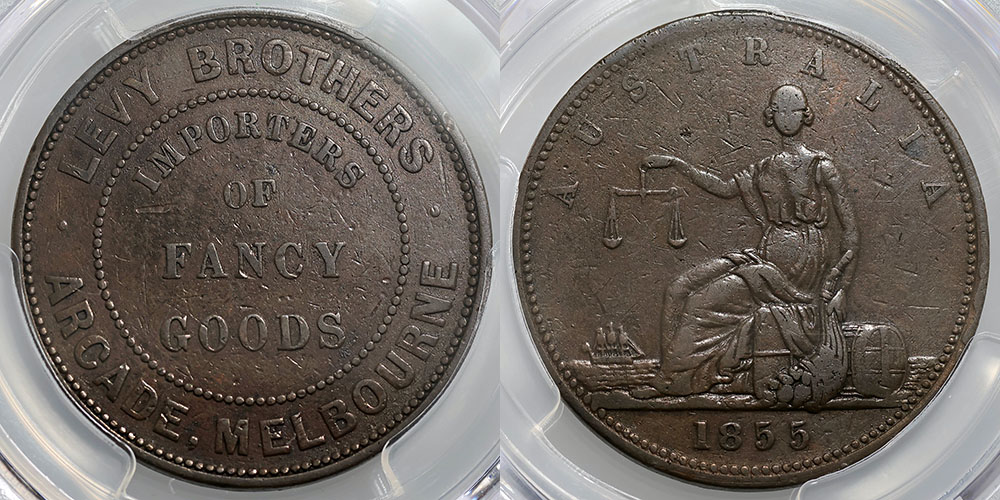 LEVY BROTHERS
ARCADE, MELBOURNE
IMPORTERS
OF
FANCY
GOODS
AUSTRALIA
1855